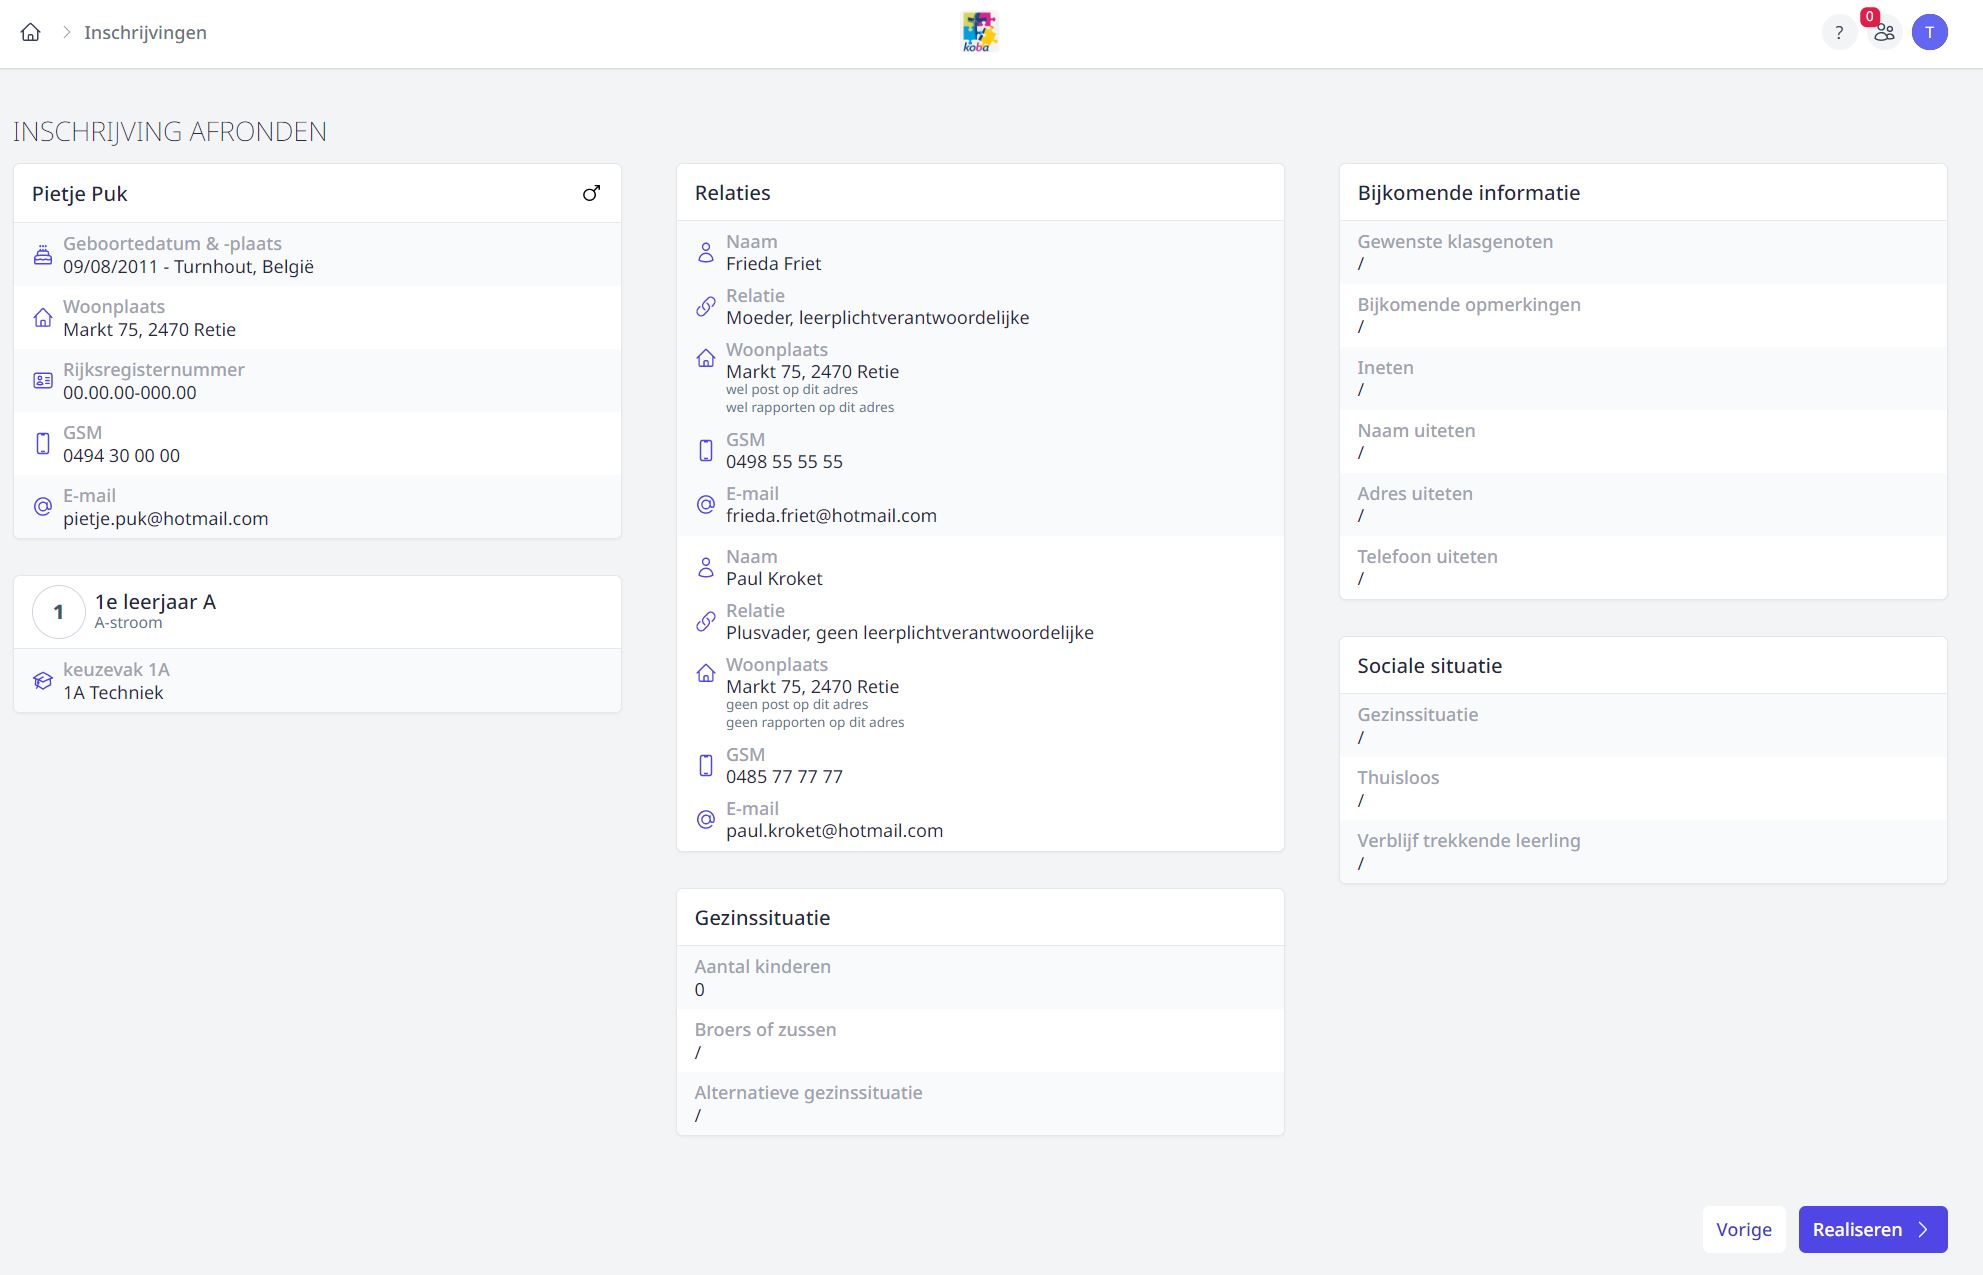 Inschrijvingen
koba
?
0
T
INSCHRIJVING AFRONDEN
Pietje Puk
Geboortedatum & -plaats
09/08/2011 - Turnhout, België
Woonplaats
Markt 75, 2470 Retie
Rijksregisternummer
00.00.00-000.00
GSM
0494 30 00 00
E-mail
pietje.puk@hotmail.com
1
1e leerjaar A
A-stroom
keuzevak 1A
1A Techniek
Relaties
Naam
Frieda Friet
Relatie
Moeder, leerplichtverantwoordelijke
Woonplaats
Markt 75, 2470 Retie
wel post op dit adres
wel rapporten op dit adres
GSM
0498 55 55 55
E-mail
frieda.friet@hotmail.com
Naam
Paul Kroket
Relatie
Plusvader, geen leerplichtverantwoordelijke
Woonplaats
Markt 75, 2470 Retie
geen post op dit adres
geen rapporten op dit adres
GSM
0485 77 77 77
E-mail
paul.kroket@hotmail.com
Gezinssituatie
Aantal kinderen
0
Broers of zussen
/
Alternatieve gezinssituatie
/
Bijkomende informatie
Gewenste klasgenoten
/
Bijkomende opmerkingen
/
Ineten
/
Naam uiteten
/
Adres uiteten
/
Telefoon uiteten
/
Sociale situatie
Gezinssituatie
/
Thuisloos
/
Verblijf trekkende leerling
/
Vorige
Realiseren